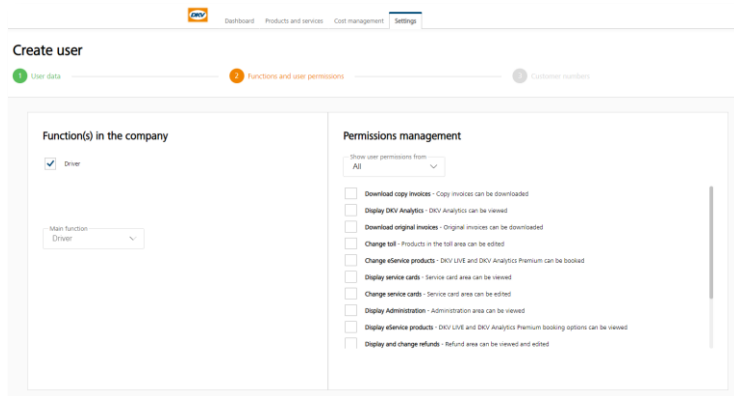 DKV
Dashboard Products and services Cost management Settings
Create user
1 User data 2 Functions and user permissions 3 Customer numbers
Function(s) in the company
Driver
Main function
Driver
Permissions management
Show user permissions from
All
Download copy invoices - Copy invoices can be downloaded
Display DKV Analytics - DKV Analytics can be viewed
Download original invoices - Original invoices can be downloaded
Change toll - Products in the toll area can be edited
Change eService products - DKV LIVE and DKV Analytics Premium can be booked
Display service cards - Service card area can be viewed
Change service cards - Service card area can be edited
Display Administration - Administration area can be viewed
Display eService products - DKV LIVE and DKV Analytics Premium booking options can be viewed
Display and change refunds - Refund area can be viewed and edited